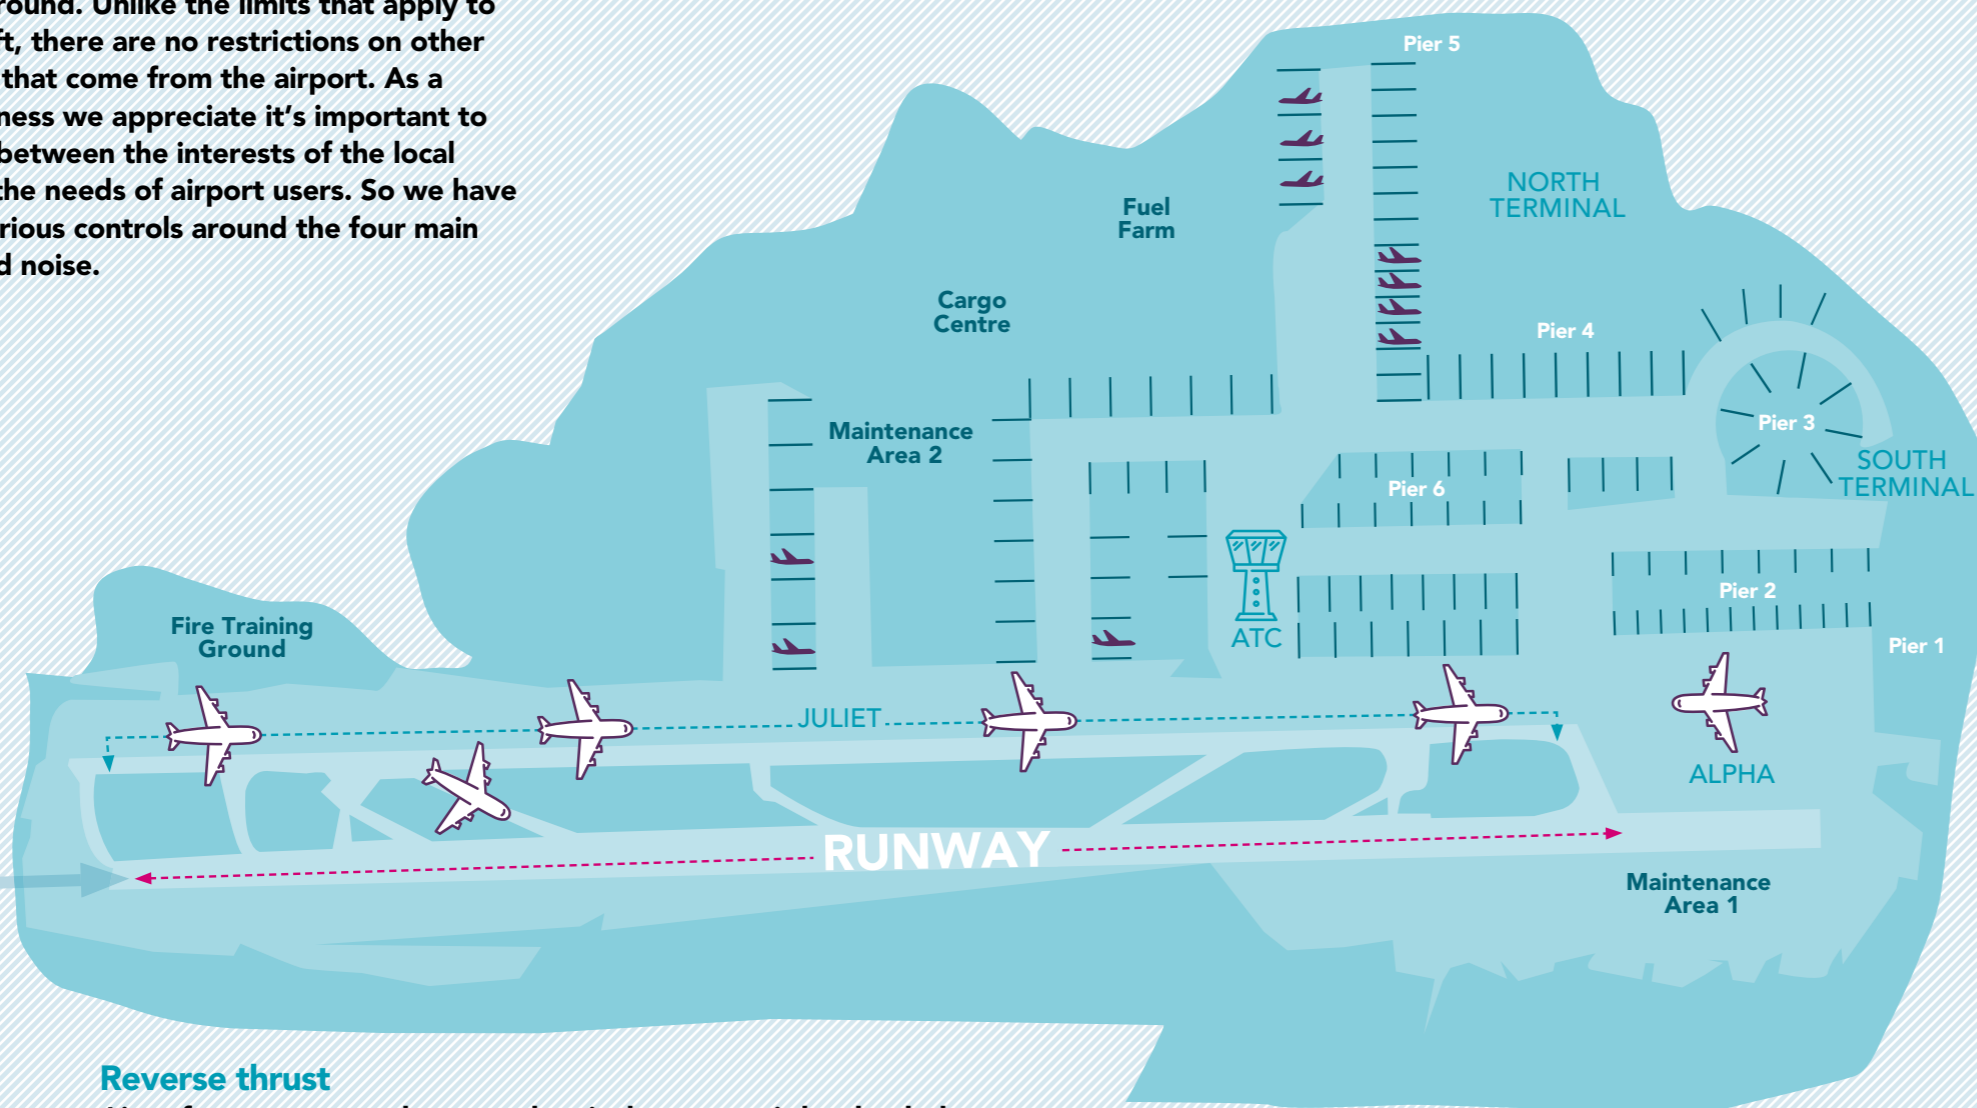 round. Unlike the limits that apply to
there are no restrictions on other
that come from the airport. As a
we appreciate it's important to
between the interests of the local
the needs of airport users. So we have
controls around the four main
noise.
Pier 5
NORTH
TERMINAL
Fuel
Farm
Cargo
Centre
Pier 4
Maintenance
Area 2
Pier 3
SOUTH
TERMINAL
Pier 6
Pier 2
ATC
Fire Training
Ground
Pier 1
JULIET
ALPHA
RUNWAY
Maintenance
Area 1
Reverse thrust